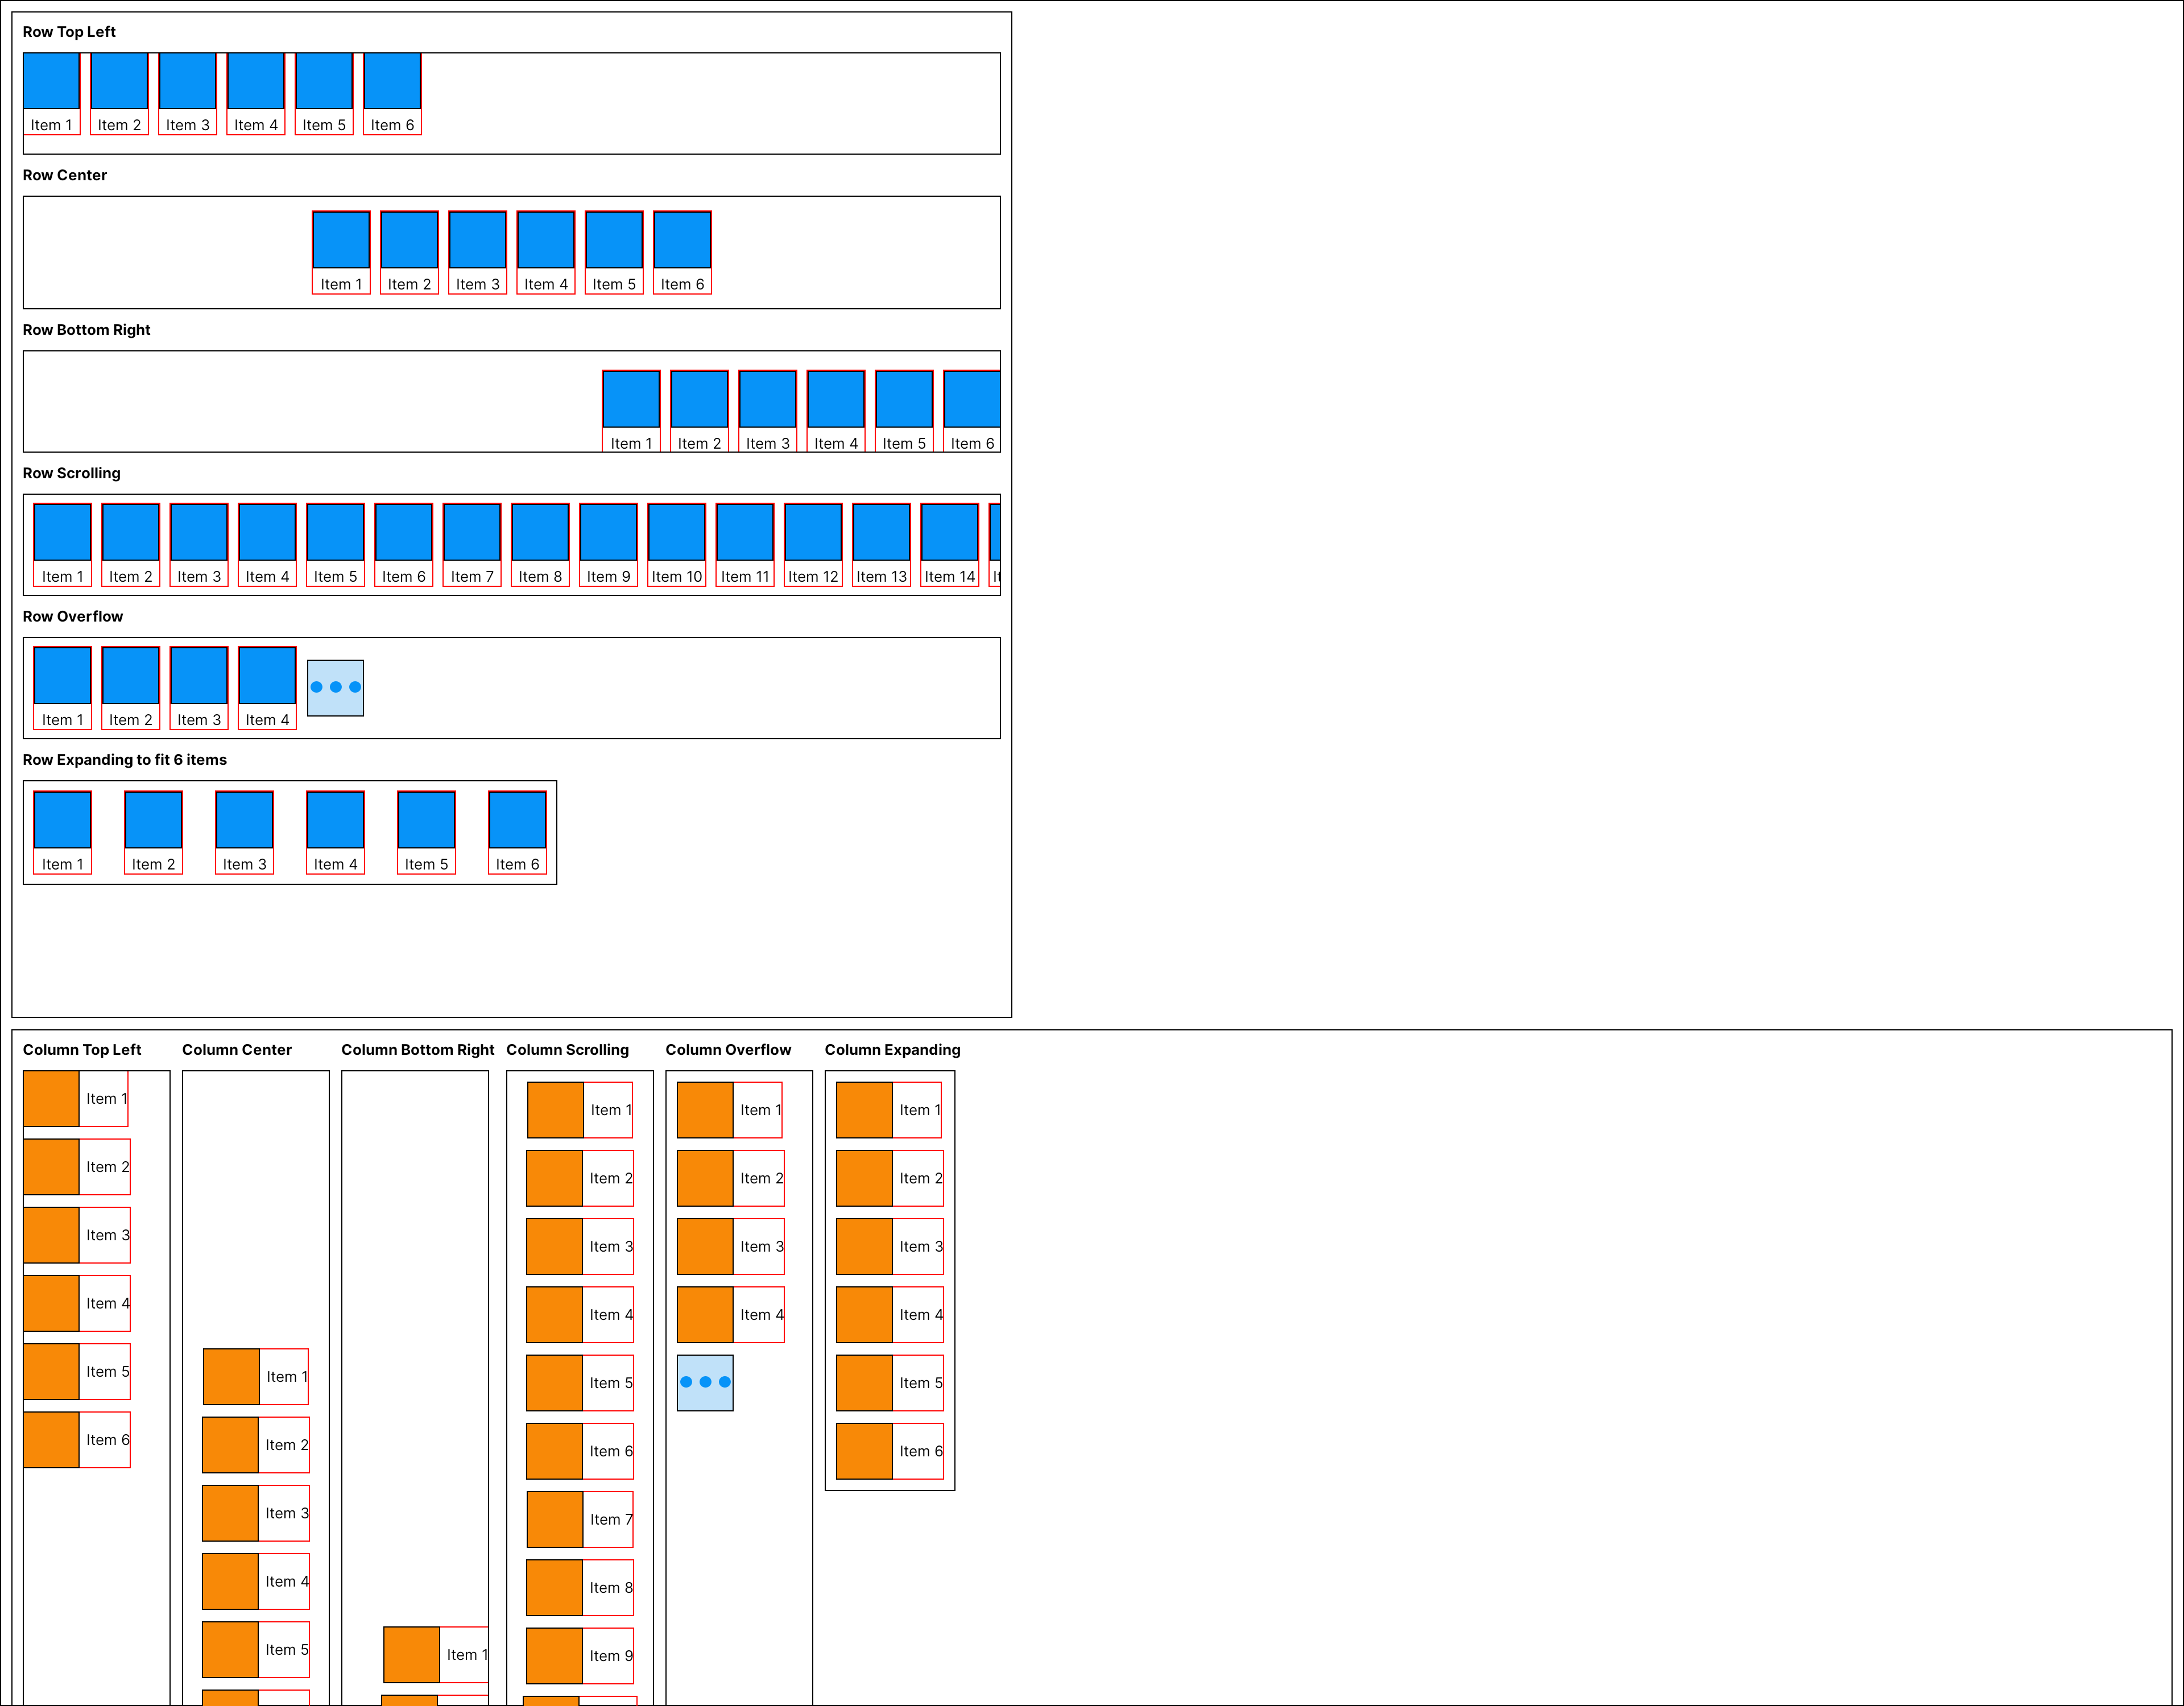 Row Top Left
Item 1 Item 2 Item 3 Item 4 Item 5 Item 6
Row Center
Item 1 Item 2 Item 3 Item 4 Item 5 Item 6
Row Bottom Right
Item 1 Item 2 Item 3 Item 4 Item 5 Item 6
Row Scrolling
Item 1 Item 2 Item 3 Item 4 Item 5 Item 6 Item 7 Item 8 Item 9 Item 10 Item 11 Item 12 Item 13 Item 14
Row Overflow
Item 1 Item 2 Item 3 Item 4
Row Expanding to fit 6 items
Item 1 Item 2 Item 3 Item 4 Item 5 Item 6
Column Top Left
Item 1
Item 2
Item 3
Item 4
Item 5
Item 6
Column Center
Item 1
Item 2
Item 3
Item 4
Item 5
Column Bottom Right
Item 1
Column Scrolling
Item 1
Item 2
Item 3
Item 4
Item 5
Item 6
Item 7
Item 8
Item 9
Column Overflow
Item 1
Item 2
Item 3
Item 4
Column Expanding
Item 1
Item 2
Item 3
Item 4
Item 5
Item 6